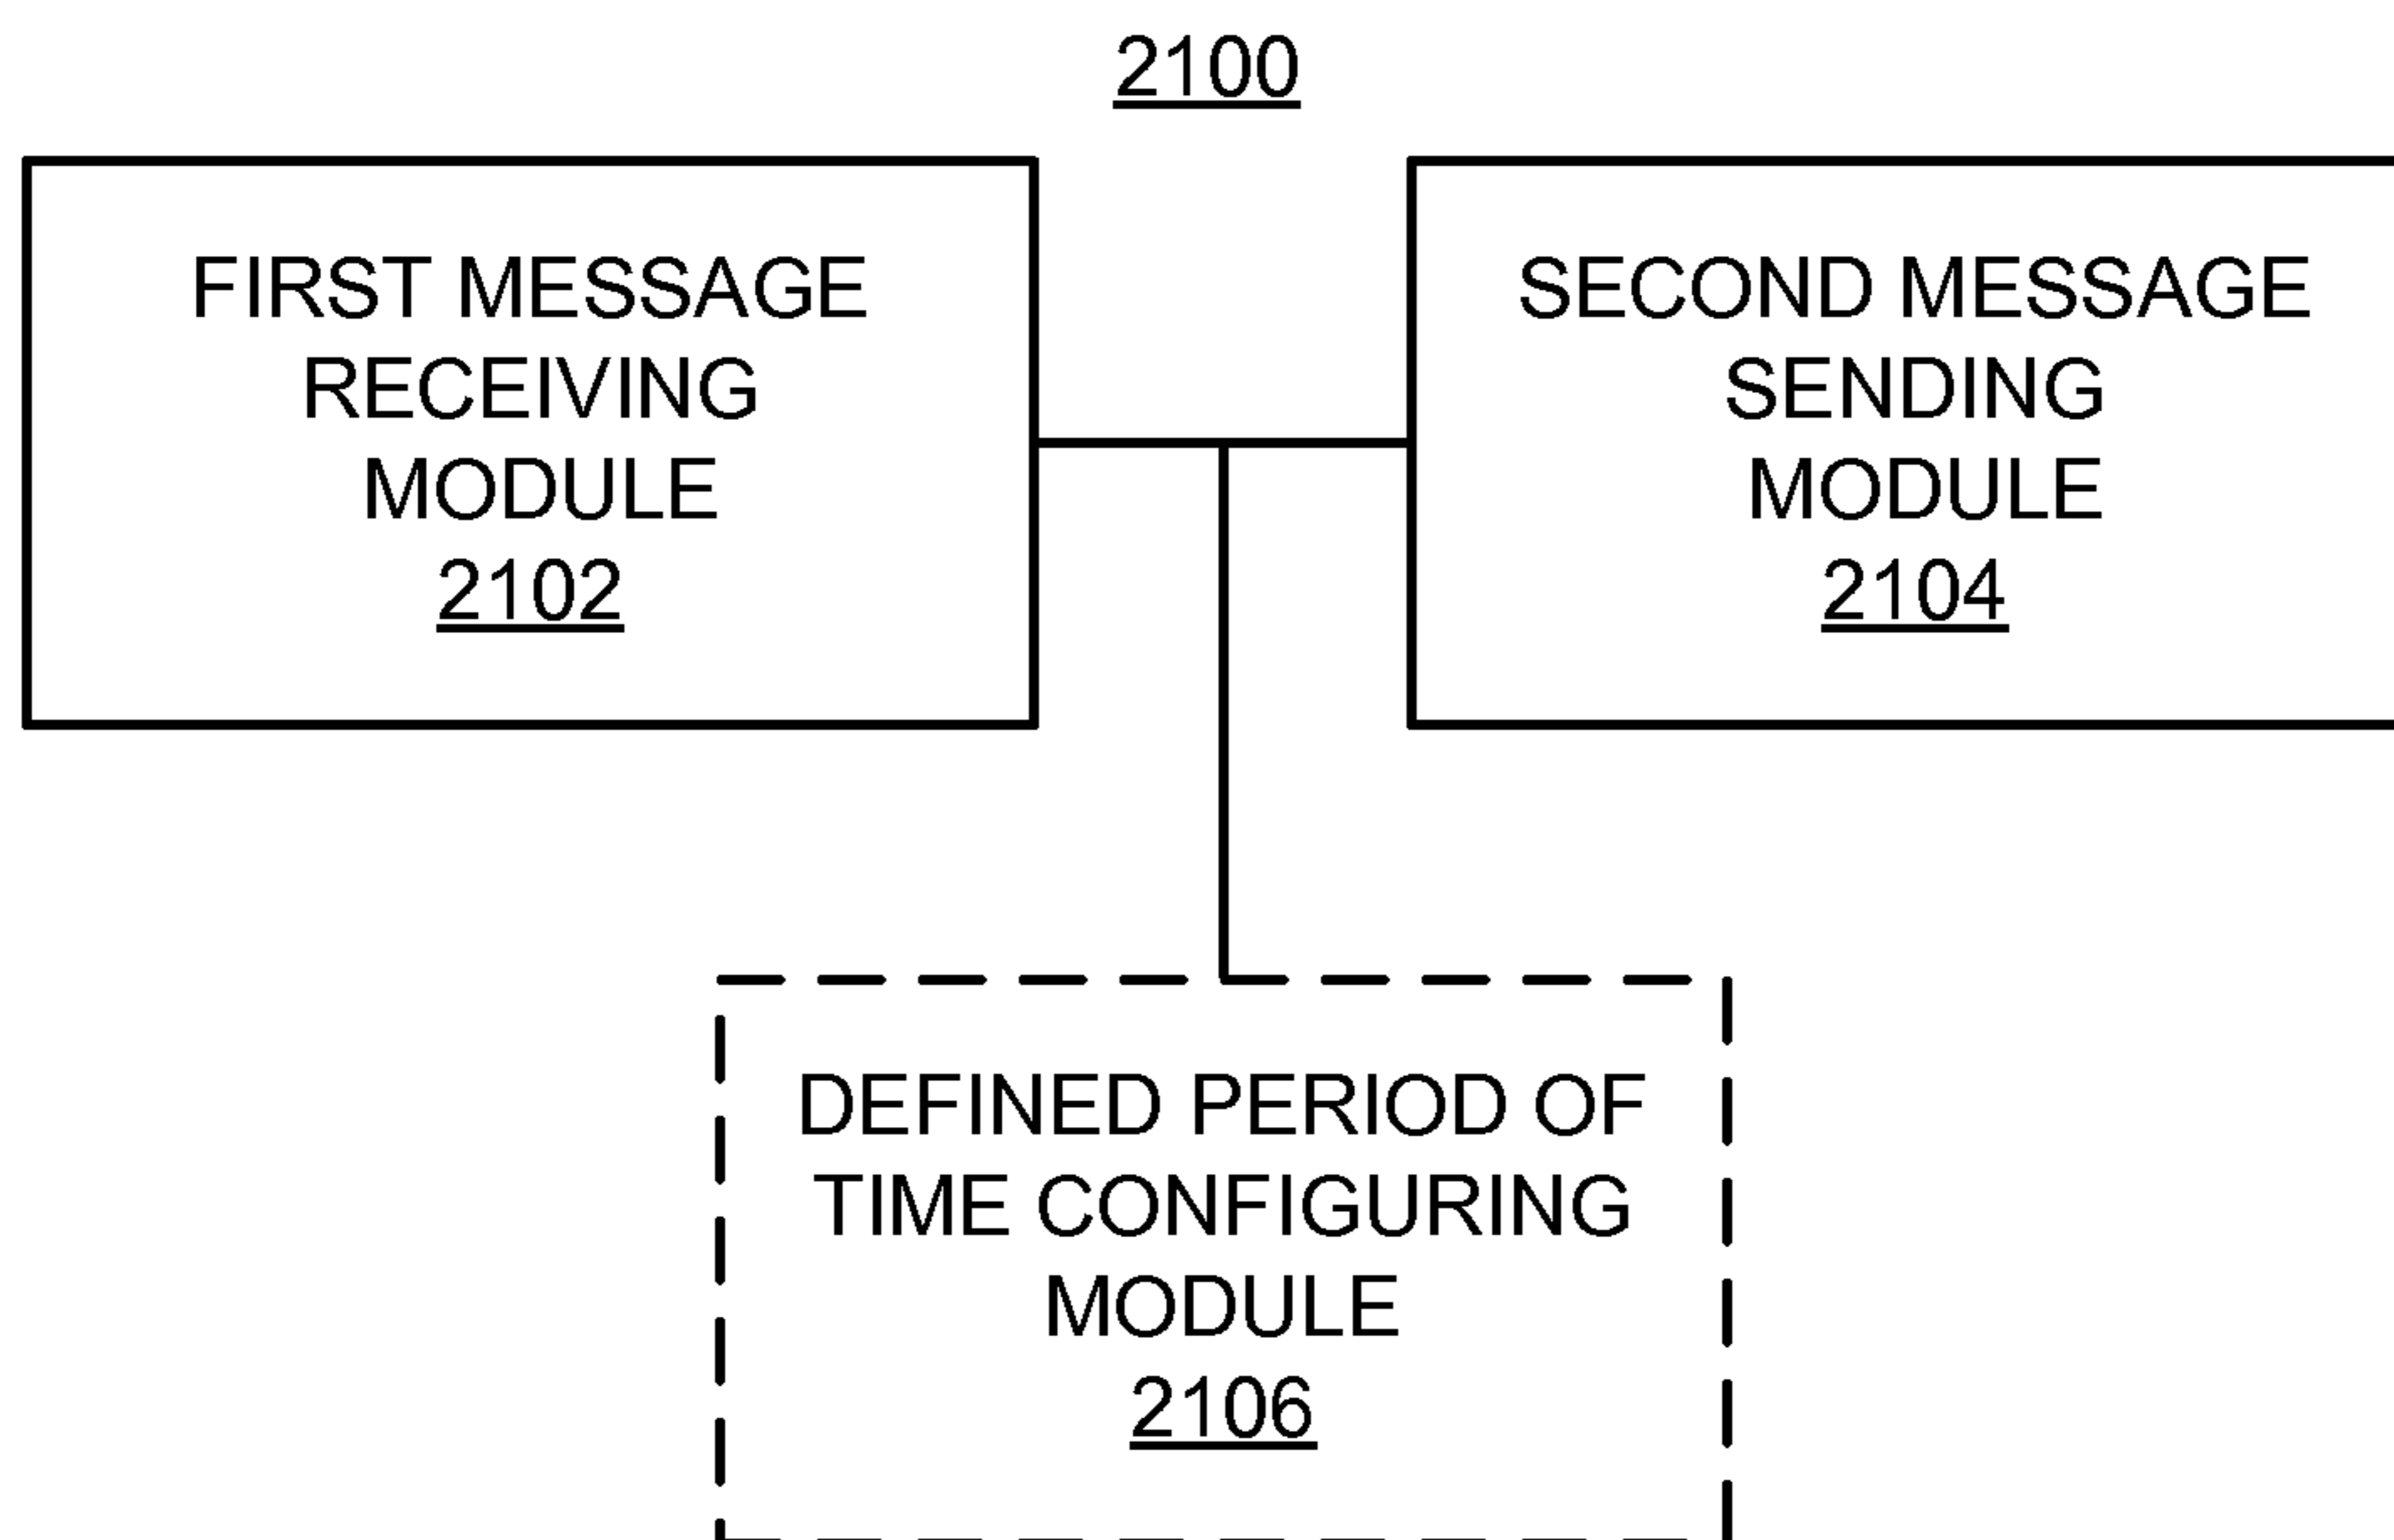 2100
FIRST MESSAGE
RECEIVING
MODULE
2102
SECOND MESSAGE
SENDING
MODULE
2104
DEFINED PERIOD OF
TIME CONFIGURING
MODULE
2106